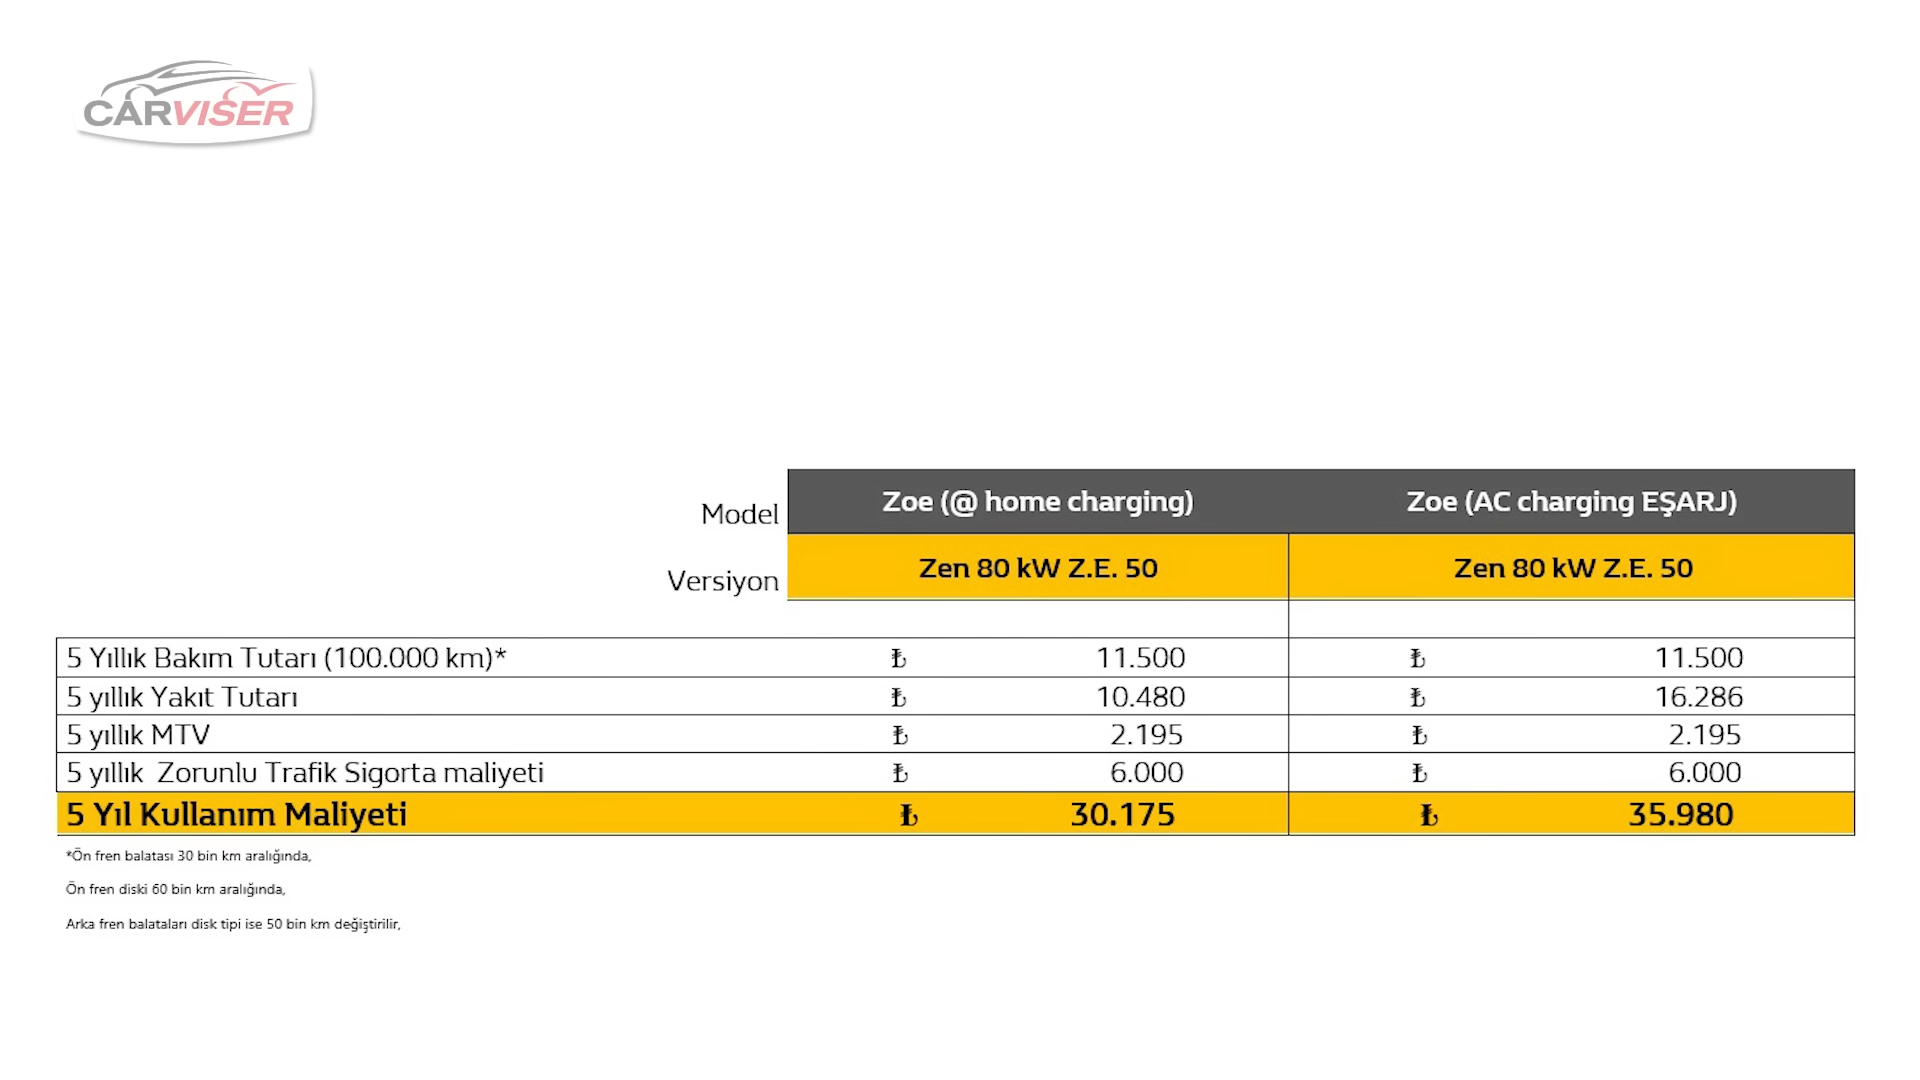 CARVISER
Model Zoe (@ home charging) Zoe (AC charging EŞARJ)
Versiyon Zen 80 kW Z.E. 50 Zen 80 kW Z.E. 50
5 Yıllık Bakım Tutarı (100.000 km)* ₺ 11.500 ₺ 11.500
5 yıllık Yakıt Tutarı ₺ 10.480 ₺ 16.286
5 yıllık MTV ₺ 2.195 ₺ 2.195
5 yıllık Zorunlu Trafik Sigorta maliyeti ₺ 6.000 ₺ 6.000
5 Yıl Kullanım Maliyeti ₺ 30.175 ₺ 35.980
*Ön fren balatası 30 bin km aralığında,
Ön fren diski 60 bin km aralığında,
Arka fren balataları disk tipi ise 50 bin km değiştirilir,